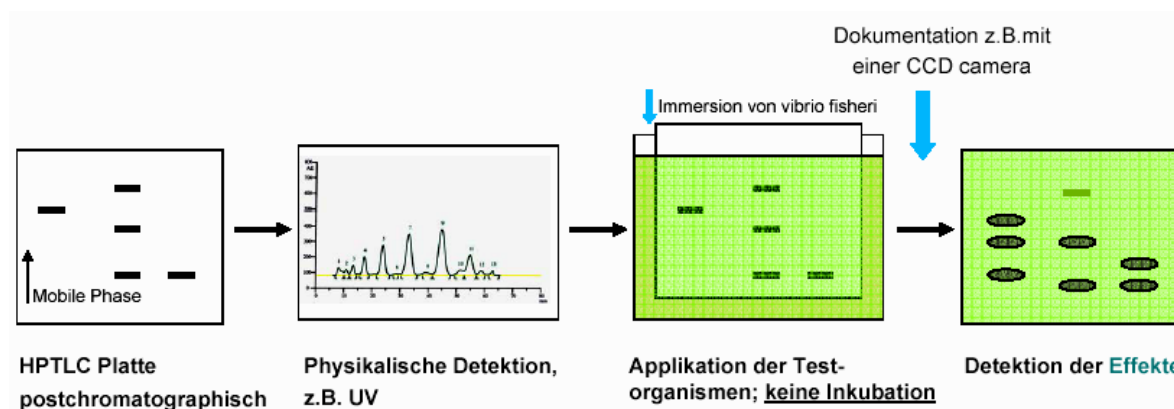 Dokumentation z.B.mit
einer CCD camera
Immersion von vibrio fisheri
Mobile Phase
HPTLC Platte
postchromatographisch
Physikalische Detektion,
z.B. UV
Applikation der Test-
organismen; keine Inkubation
Detektion der Effekte